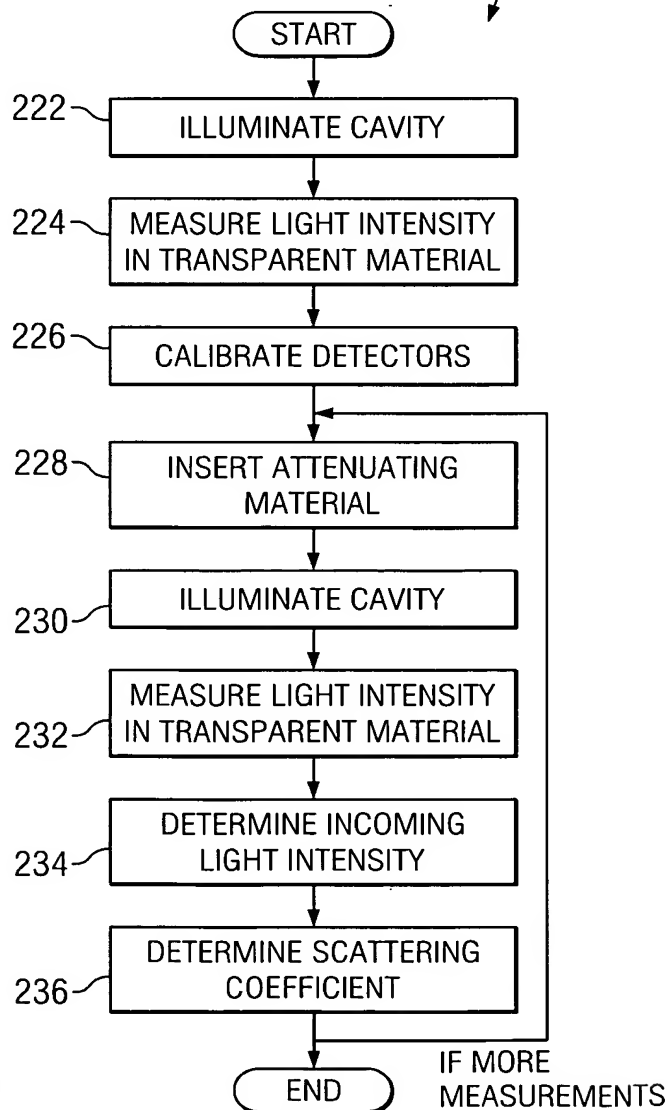 START
222
ILLUMINATE CAVITY
224
MEASURE LIGHT INTENSITY
IN TRANSPARENT MATERIAL
226
CALIBRATE DETECTORS
228
INSERT ATTENUATING
MATERIAL
230
ILLUMINATE CAVITY
232
MEASURE LIGHT INTENSITY
IN TRANSPARENT MATERIAL
234
DETERMINE INCOMING
LIGHT INTENSITY
236
DETERMINE SCATTERING
COEFFICIENT
END
IF MORE
MEASUREMENTS